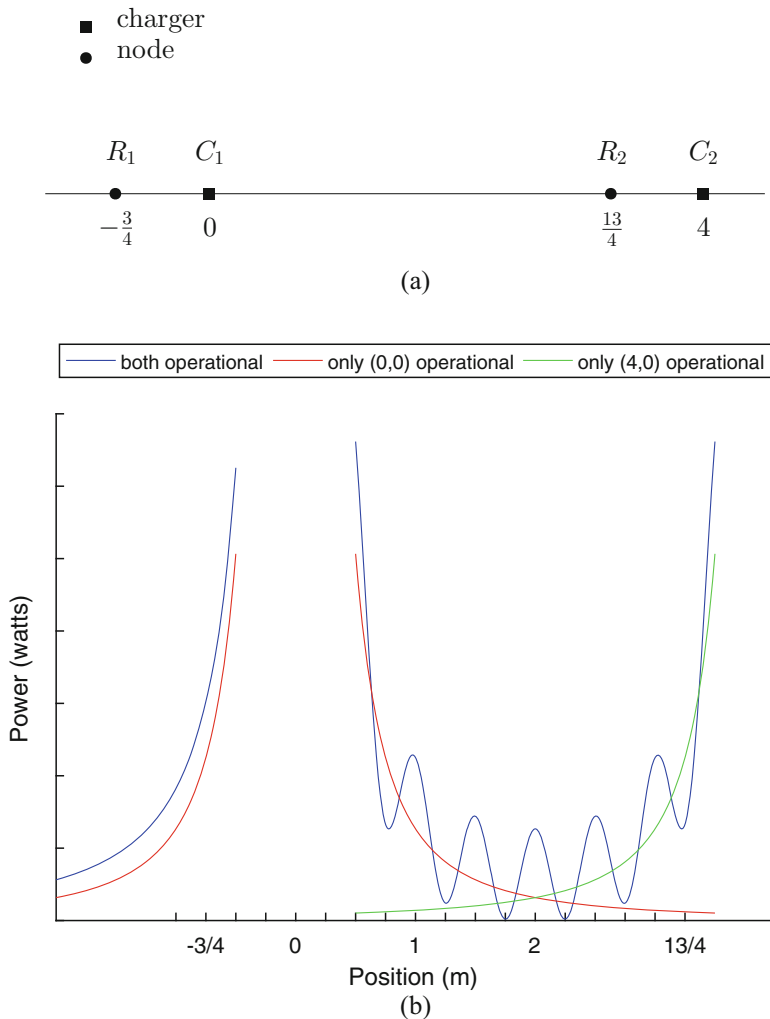 charger
node
R₁ C₁ R₂ C₂
−3/4 0 13/4 4
(a)
both operational only (0,0) operational only (4,0) operational
Power (watts)
-3/4 0 1 2 13/4
Position (m)
(b)